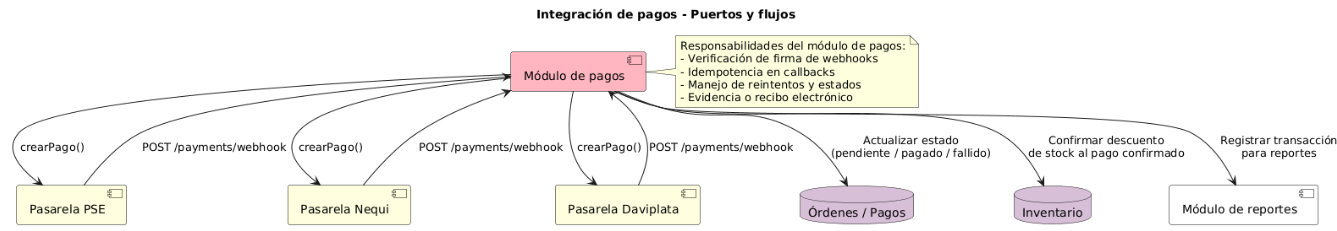 Integración de pagos - Puertos y flujos
Módulo de pagos
Responsabilidades del módulo de pagos:
- Verificación de firma de webhooks
- Idempotencia en callbacks
- Manejo de reintentos y estados
- Evidencia o recibo electrónico
crearPago()
POST /payments/webhook
crearPago()
POST /payments/webhook
crearPago()
POST /payments/webhook
Actualizar estado
(pendiente / pagado / fallido)
Confirmar descuento
de stock al pago confirmado
Registrar transacción
para reportes
Pasarela PSE
Pasarela Nequi
Pasarela Daviplata
Órdenes / Pagos
Inventario
Módulo de reportes